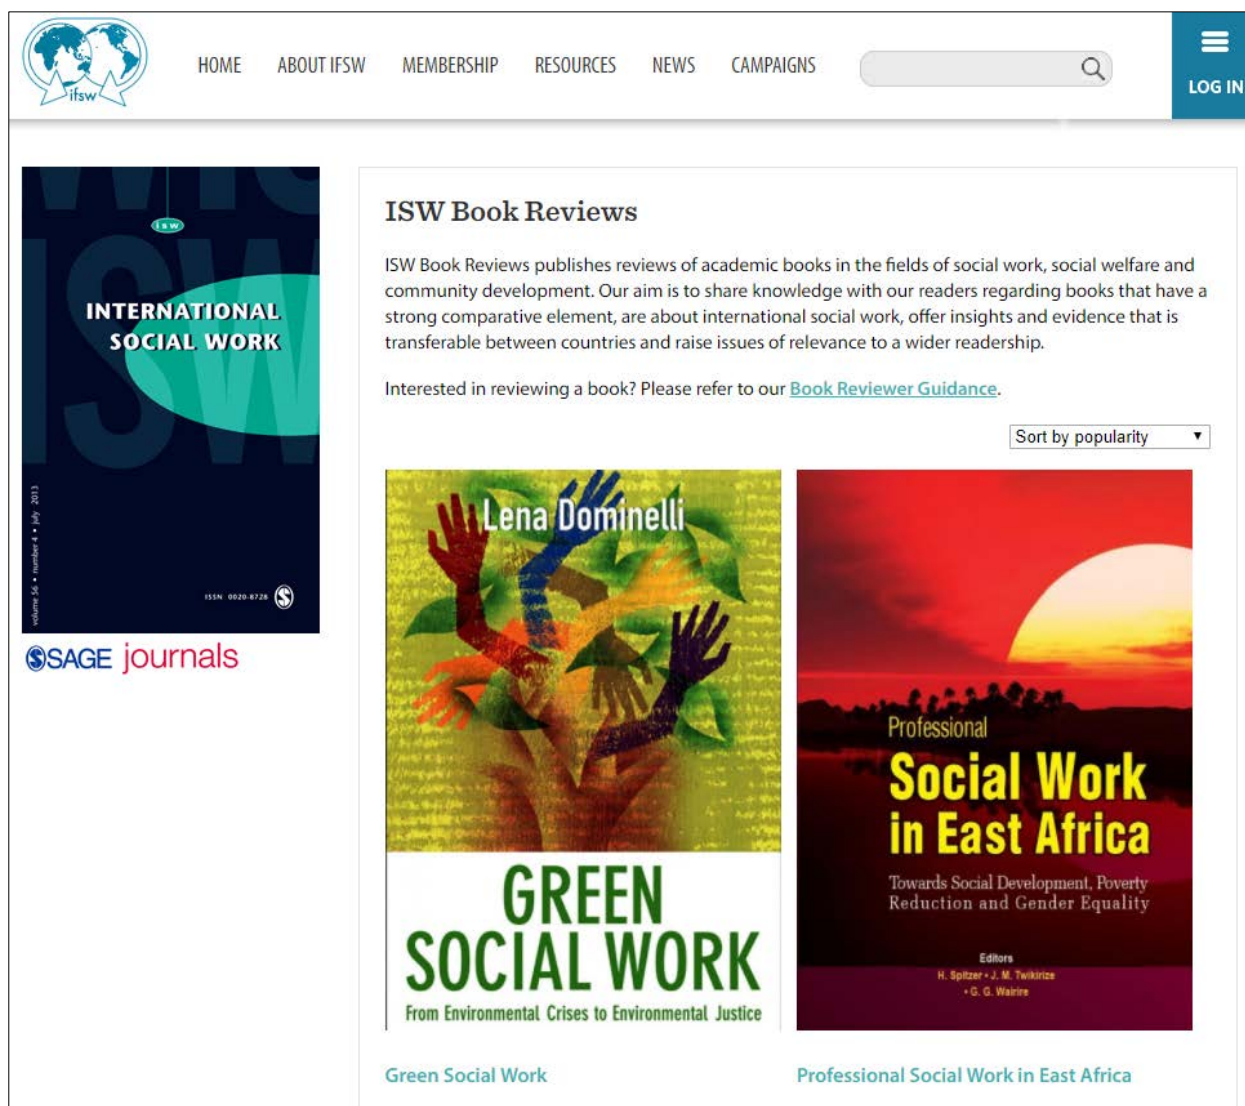 ifsw
HOME ABOUT IFSW MEMBERSHIP RESOURCES NEWS CAMPAIGNS
LOG IN
isw
INTERNATIONAL
SOCIAL WORK
volume 56 • number 4 • july 2013
ISSN 0020-8728
SAGE journals
ISW Book Reviews
ISW Book Reviews publishes reviews of academic books in the fields of social work, social welfare and
community development. Our aim is to share knowledge with our readers regarding books that have a
strong comparative element, are about international social work, offer insights and evidence that is
transferable between countries and raise issues of relevance to a wider readership.
Interested in reviewing a book? Please refer to our Book Reviewer Guidance.
Sort by popularity
Lena Dominelli
GREEN
SOCIAL WORK
From Environmental Crises to Environmental Justice
Professional
Social Work
in East Africa
Towards Social Development, Poverty
Reduction and Gender Equality
Editors
H. Spitzer • J. M. Twikirize
• G. G. Wairire
Green Social Work
Professional Social Work in East Africa